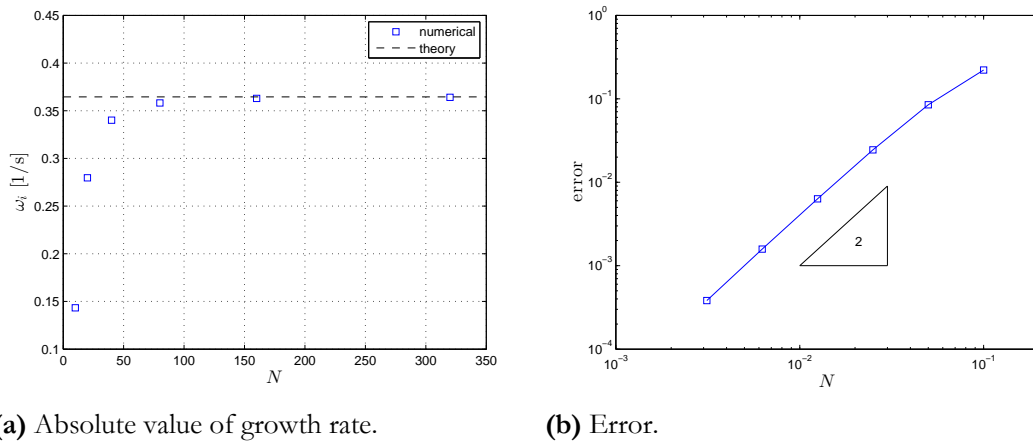 0.45
0.4
0.35
0.3
0.25
0.2
0.15
0.1
0 50 100 150 200 250 300 350
N
ω_i [1/s]
numerical
theory
10^0
10^-1
10^-2
10^-3
10^-4
10^-3 10^-2 10^-1
N
error
2
(a) Absolute value of growth rate.
(b) Error.